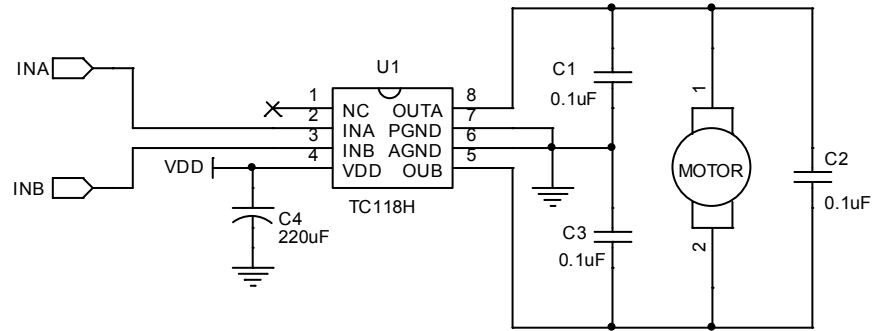 INA
INB
VDD
C4
220uF
U1
1
2
3
4
NC
INA
INB
VDD
OUTA
PGND
AGND
OUB
8
7
6
5
TC118H
C1
0.1uF
C3
0.1uF
1
MOTOR
2
C2
0.1uF